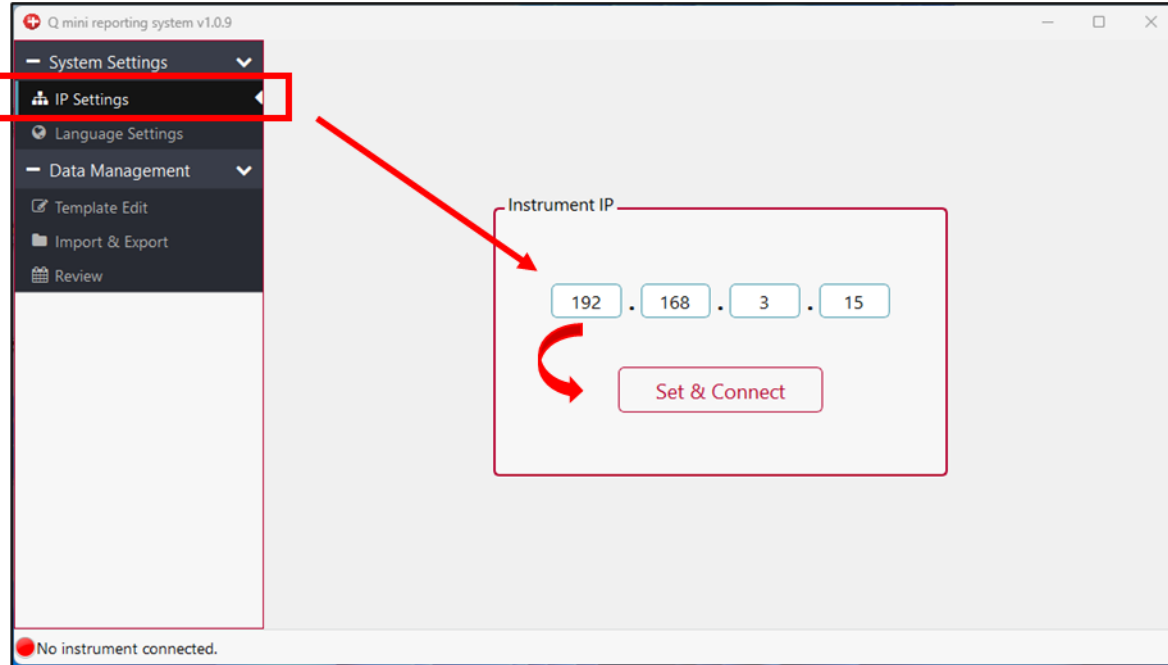 Q mini reporting system v1.0.9
System Settings
IP Settings
Language Settings
Data Management
Template Edit
Import & Export
Review
Instrument IP
192 . 168 . 3 . 15
Set & Connect
No instrument connected.